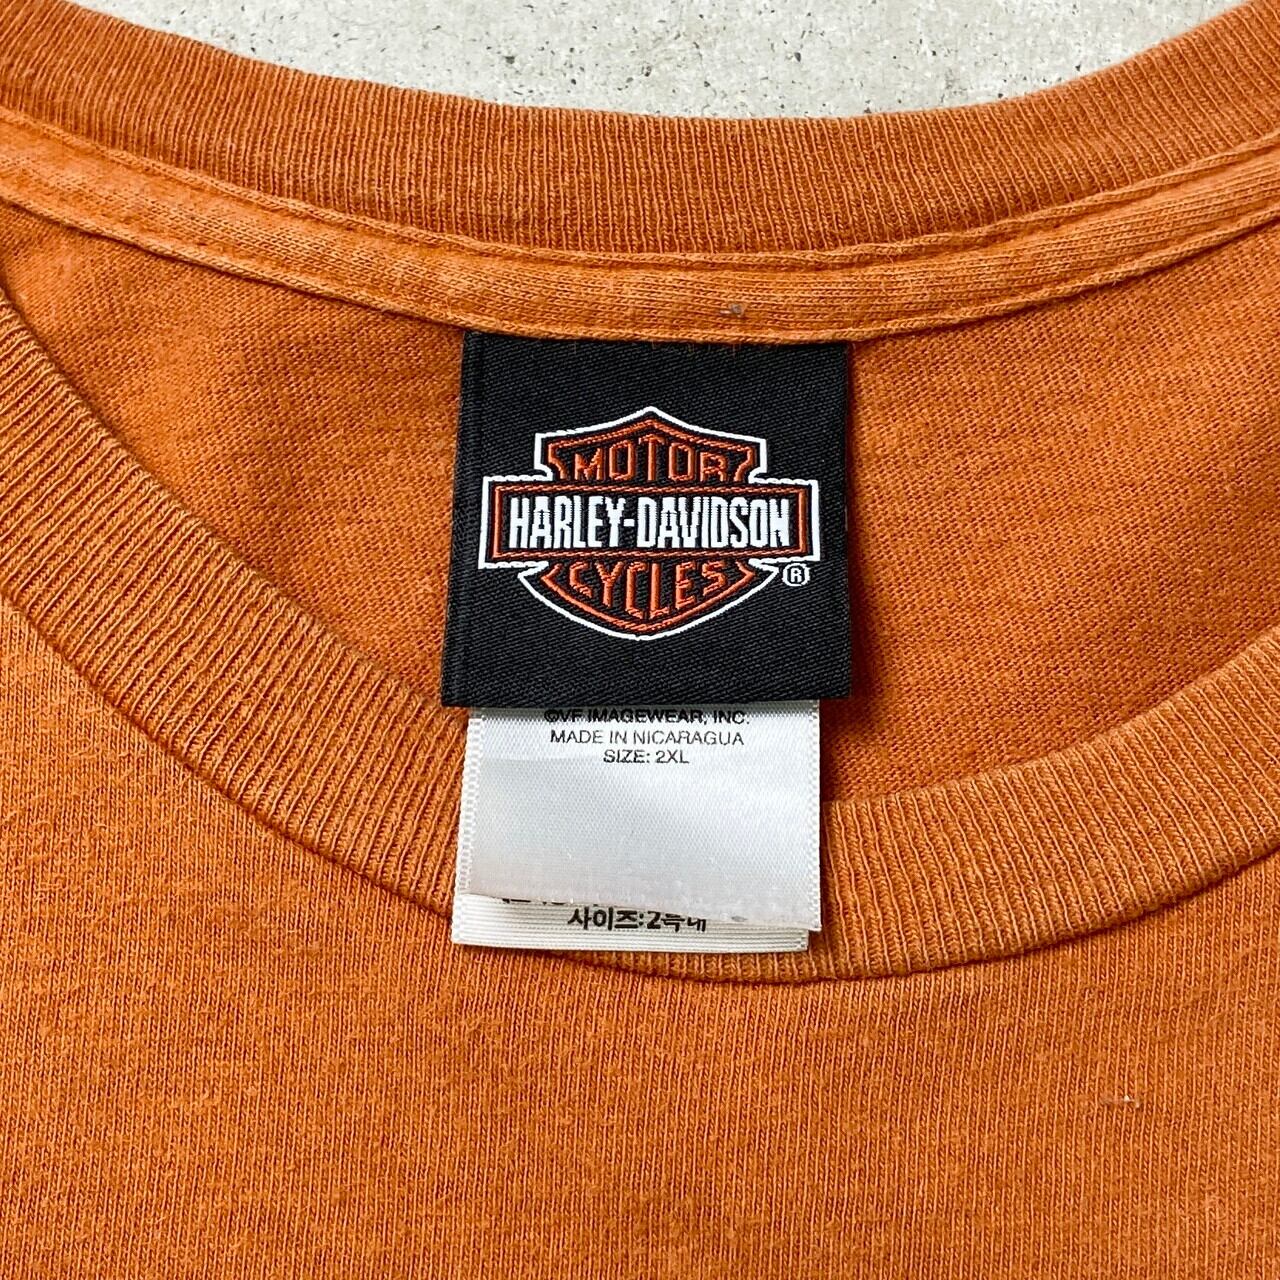 MOTOR
HARLEY-DAVIDSON
CYCLES ®
©VF IMAGEWEAR, INC.
MADE IN NICARAGUA
SIZE: 2XL
사이즈:2특대